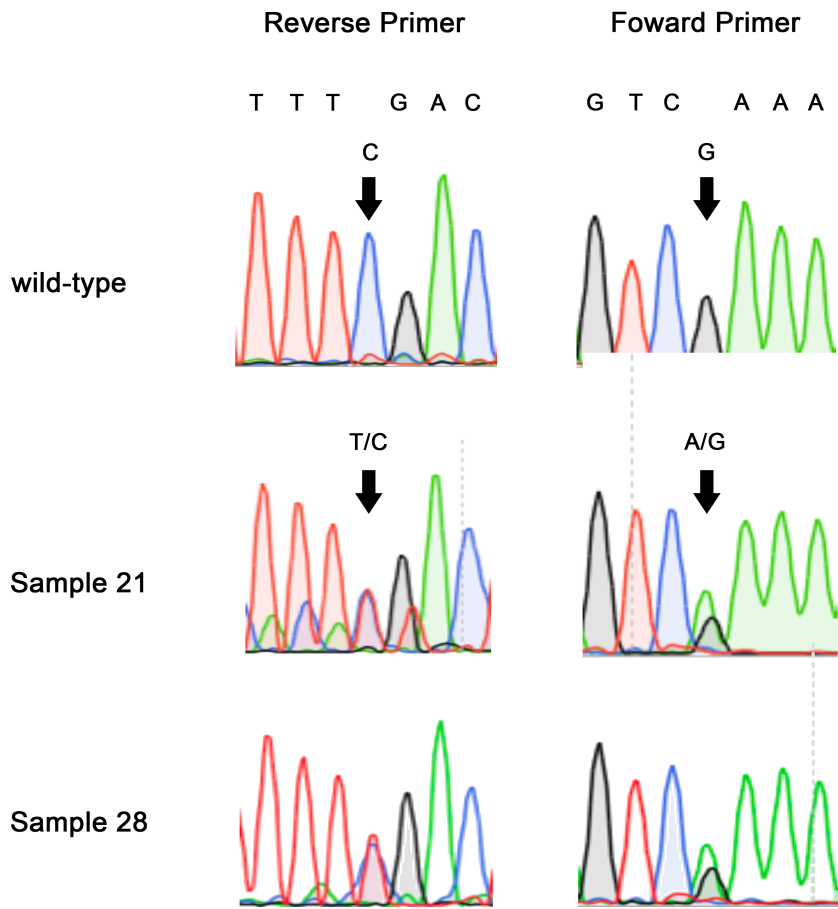 Reverse Primer
Foward Primer
T T T G A C
G T C A A A
C
G
wild-type
T/C
A/G
Sample 21
Sample 28